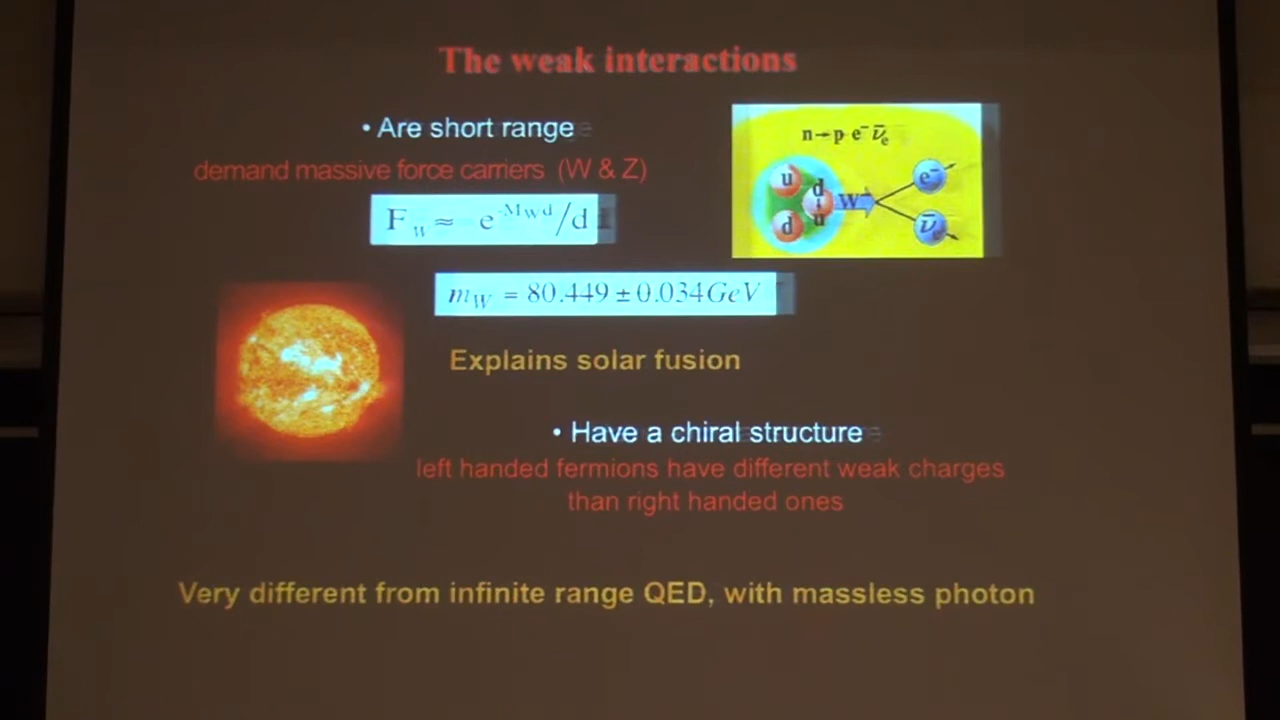 The weak interactions
• Are short range
demand massive force carriers (W & Z)
F_W ≈ e^-M_W d/d
n→p e⁻ ν̄ₑ
u
d
u
d
W⁻
e⁻
ν̄ₑ
m_W = 80.449 ± 0.034 GeV
Explains solar fusion
• Have a chiral structure
left handed fermions have different weak charges
than right handed ones
Very different from infinite range QED, with massless photon